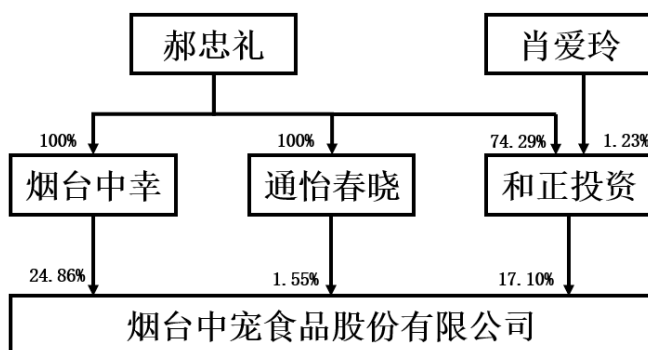 郝忠礼 肖爱玲
100% 100% 74.29% 1.23%
烟台中幸 通怡春晓 和正投资
24.86% 1.55% 17.10%
烟台中宠食品股份有限公司